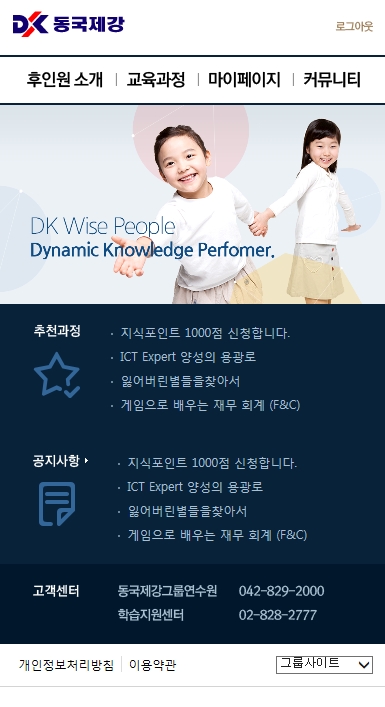 DK 동국제강
로그아웃
후인원 소개 | 교육과정 | 마이페이지 | 커뮤니티
DK Wise People
Dynamic Knowledge Perfomer.
추천과정
· 지식포인트 1000점 신청합니다.
· ICT Expert 양성의 용광로
· 잃어버린별들을찾아서
· 게임으로 배우는 재무 회계 (F&C)
공지사항
· 지식포인트 1000점 신청합니다.
· ICT Expert 양성의 용광로
· 잃어버린별들을찾아서
· 게임으로 배우는 재무 회계 (F&C)
고객센터
동국제강그룹연수원 042-829-2000
학습지원센터 02-828-2777
개인정보처리방침 | 이용약관
그룹사이트